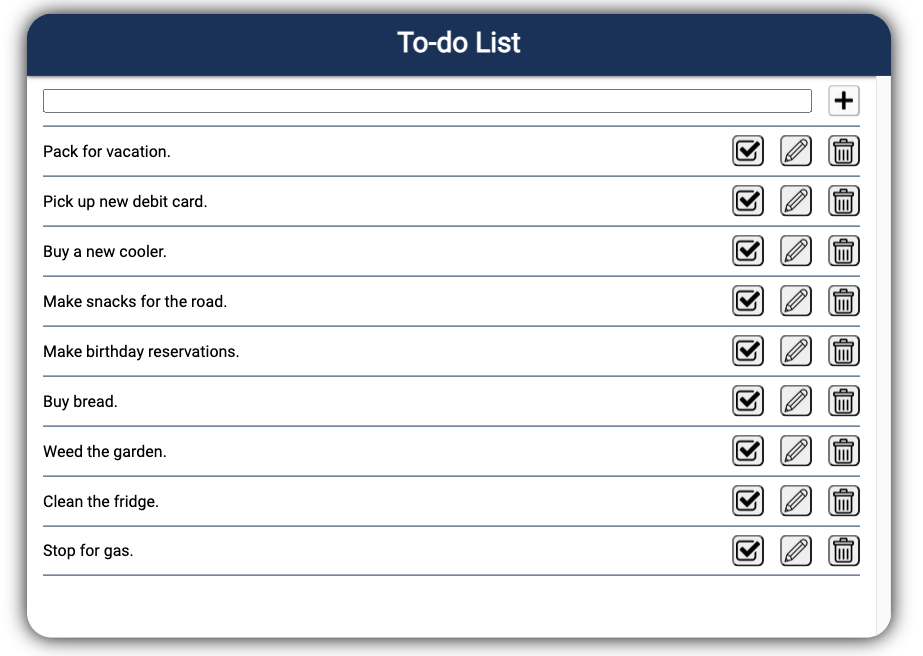 To-do List
Pack for vacation.
Pick up new debit card.
Buy a new cooler.
Make snacks for the road.
Make birthday reservations.
Buy bread.
Weed the garden.
Clean the fridge.
Stop for gas.